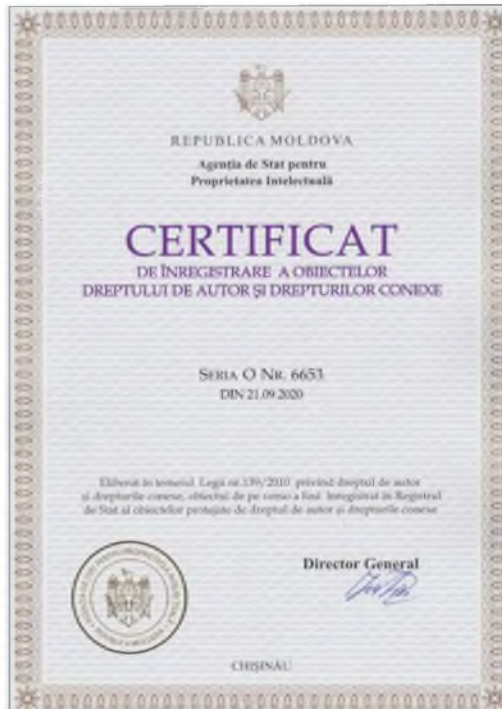 REPUBLICA MOLDOVA
Agenția de Stat pentru
Proprietatea Intelectuală
CERTIFICAT
DE ÎNREGISTRARE A OBIECTELOR
DREPTULUI DE AUTOR ȘI DREPTURILOR CONEXE
SERIA O NR. 6653
DIN 21.09.2020
Eliberat în temeiul Legii nr.139/2010 privind dreptul de autor
și drepturile conexe, obiectul de pe verso a fost înregistrat în Registrul
de Stat al obiectelor protejate de dreptul de autor și drepturile conexe
Director General
CHIȘINĂU